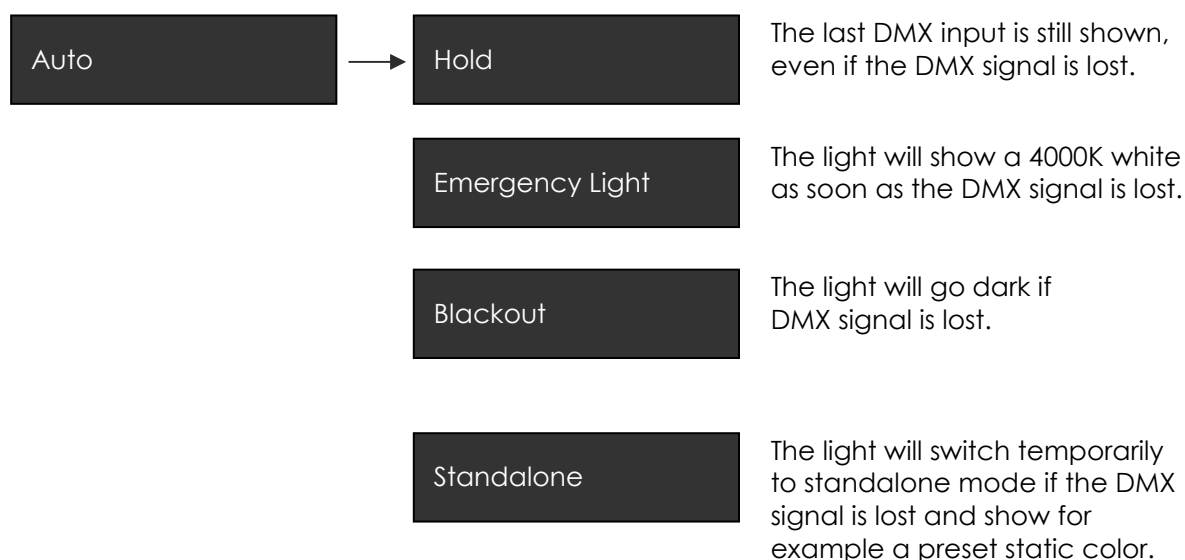 Auto
Hold
The last DMX input is still shown,
even if the DMX signal is lost.
Emergency Light
The light will show a 4000K white
as soon as the DMX signal is lost.
Blackout
The light will go dark if
DMX signal is lost.
Standalone
The light will switch temporarily
to standalone mode if the DMX
signal is lost and show for
example a preset static color.